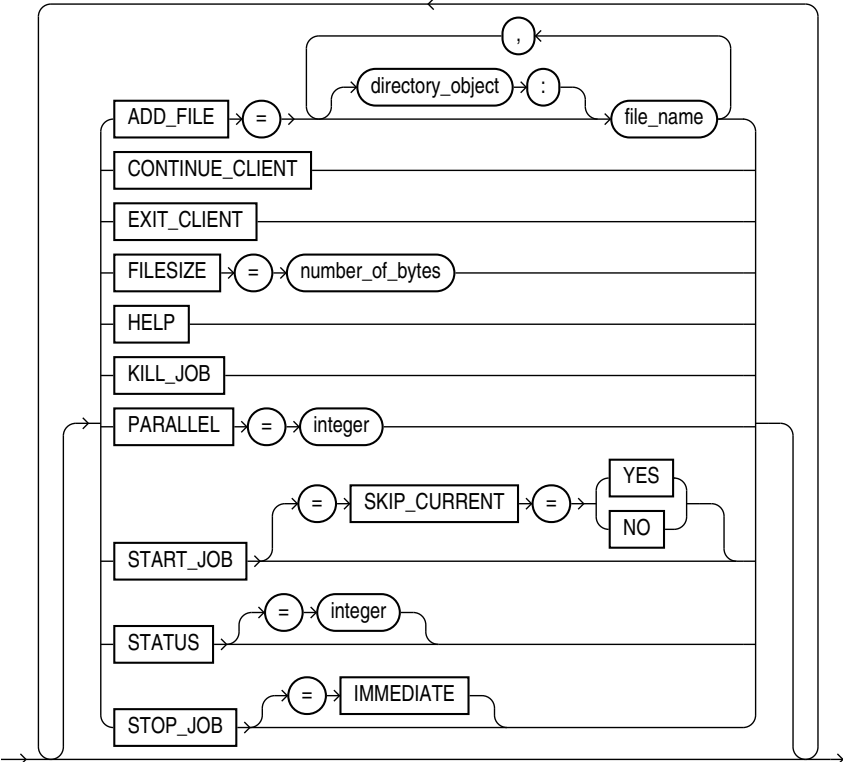 ,
directory_object :
ADD_FILE = file_name
CONTINUE_CLIENT
EXIT_CLIENT
FILESIZE = number_of_bytes
HELP
KILL_JOB
PARALLEL = integer
YES
= SKIP_CURRENT =
NO
START_JOB
= integer
STATUS
= IMMEDIATE
STOP_JOB